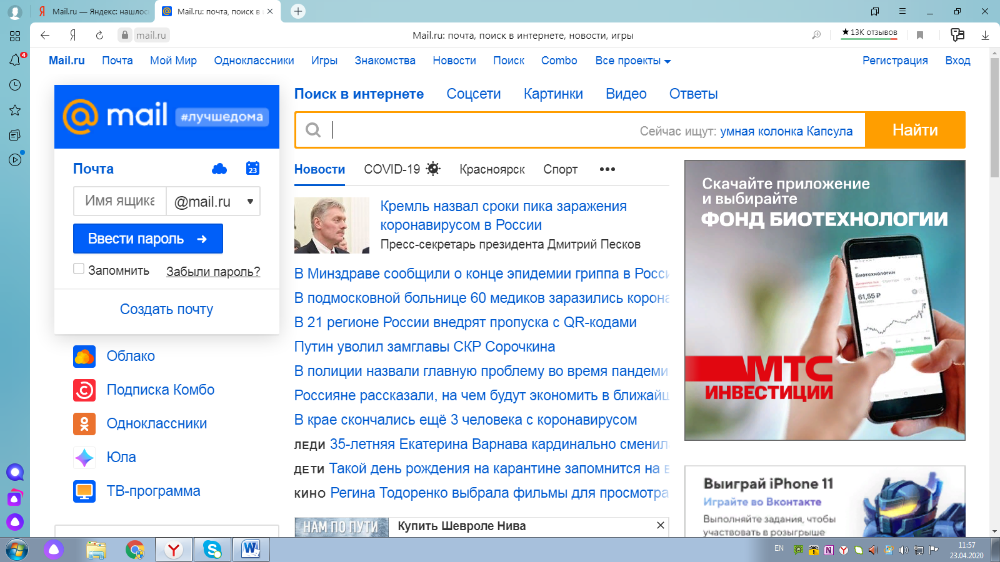 Mail.ru — Яндекс: нашлос
Mail.ru: почта, поиск в
4
mail.ru
Mail.ru: почта, поиск в интернете, новости, игры
★13K отзывов
Mail.ru Почта Мой Мир Одноклассники Игры Знакомства Новости Поиск Combo Все проекты
Регистрация Вход
@mail #лучшедома
Почта
23
Имя ящика
@mail.ru
Ввести пароль
Запомнить Забыли пароль?
Создать почту
Облако
Подписка Комбо
Одноклассники
Юла
ТВ-программа
Поиск в интернете Соцсети Картинки Видео Ответы
Сейчас ищут: умная колонка Капсула
Найти
Новости COVID-19 Красноярск Спорт •••
Кремль назвал сроки пика заражения
коронавирусом в России
Пресс-секретарь президента Дмитрий Песков
В Минздраве сообщили о конце эпидемии гриппа в Росси
В подмосковной больнице 60 медиков заразились корона
В 21 регионе России внедрят пропуска с QR-кодами
Путин уволил замглавы СКР Сорочкина
В полиции назвали главную проблему во время пандеми
Россияне рассказали, на чем будут экономить в ближайш
В крае скончались ещё 3 человека с коронавирусом
ЛЕДИ 35-летняя Екатерина Варнава кардинально сменила
ДЕТИ Такой день рождения на карантине запомнится на в
КИНО Регина Тодоренко выбрала фильмы для просмотра
НАМ ПО ПУТИ
Купить Шевроле Нива
Скачайте приложение
и выбирайте
ФОНД БИОТЕХНОЛОГИИ
Биотехнологии
61,55 ₽
МТС
ИНВЕСТИЦИИ
Выиграй iPhone 11
Играйте во Вконтакте
Выполняйте задания, чтобы
участвовать в розыгрыше
EN
11:57
23.04.2020